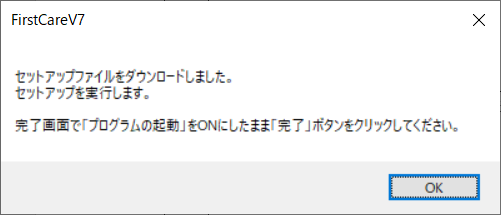 FirstCareV7
セットアップファイルをダウンロードしました。
セットアップを実行します。
完了画面で「プログラムの起動」をONにしたまま「完了」ボタンをクリックしてください。
OK